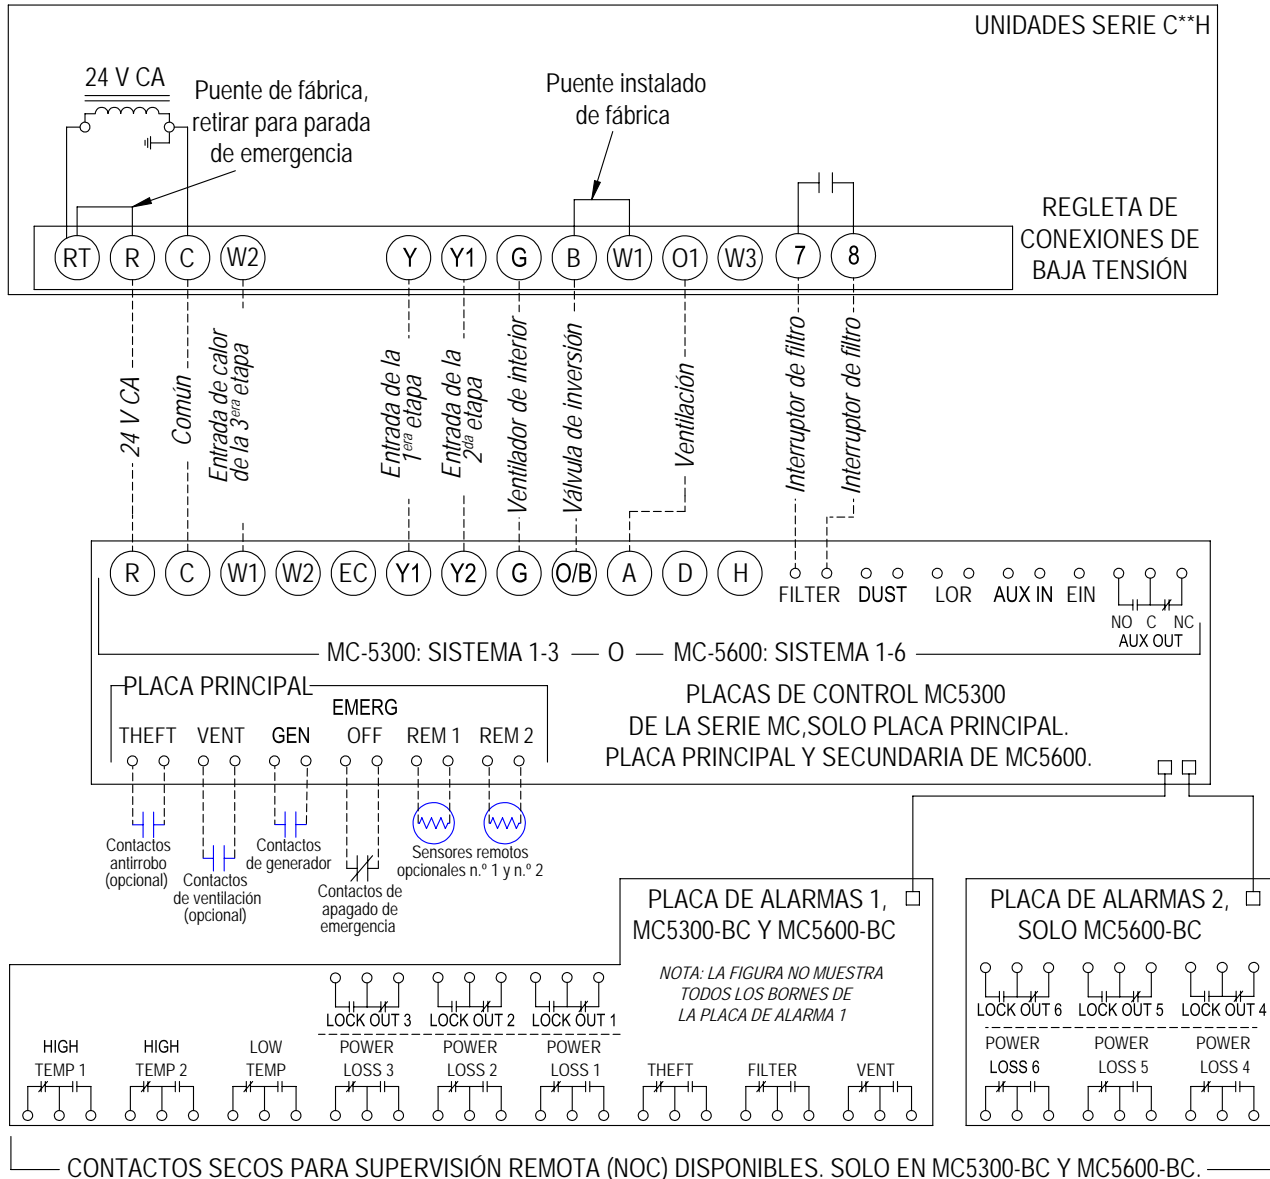 UNIDADES SERIE C**H
24 V CA
Puente de fábrica,
retirar para parada
de emergencia
Puente instalado
de fábrica
REGLETA DE
CONEXIONES DE
BAJA TENSIÓN
RT R C W2 Y Y1 G B W1 O1 W3 7 8
24 V CA
Común
Entrada de calor
de la 3era etapa
Entrada de la
1era etapa
Entrada de la
2da etapa
Ventilador de interior
Válvula de inversión
Ventilación
Interruptor de filtro
Interruptor de filtro
R C W1 W2 EC Y1 Y2 G O/B A D H
FILTER DUST LOR AUX IN EIN
NO C NC
AUX OUT
MC-5300: SISTEMA 1-3 — O — MC-5600: SISTEMA 1-6
PLACA PRINCIPAL
PLACAS DE CONTROL MC5300
DE LA SERIE MC,SOLO PLACA PRINCIPAL.
PLACA PRINCIPAL Y SECUNDARIA DE MC5600.
EMERG
THEFT VENT GEN OFF REM 1 REM 2
Contactos
antirrobo
(opcional)
Contactos
de ventilación
(opcional)
Contactos
de generador
Contactos de
apagado de
emergencia
Sensores remotos
opcionales n.º 1 y n.º 2
PLACA DE ALARMAS 1,
MC5300-BC Y MC5600-BC
NOTA: LA FIGURA NO MUESTRA
TODOS LOS BORNES DE
LA PLACA DE ALARMA 1
LOCK OUT 3 LOCK OUT 2 LOCK OUT 1
HIGH HIGH LOW POWER POWER POWER
TEMP 1 TEMP 2 TEMP LOSS 3 LOSS 2 LOSS 1 THEFT FILTER VENT
PLACA DE ALARMAS 2,
SOLO MC5600-BC
LOCK OUT 6 LOCK OUT 5 LOCK OUT 4
POWER POWER POWER
LOSS 6 LOSS 5 LOSS 4
CONTACTOS SECOS PARA SUPERVISIÓN REMOTA (NOC) DISPONIBLES. SOLO EN MC5300-BC Y MC5600-BC.